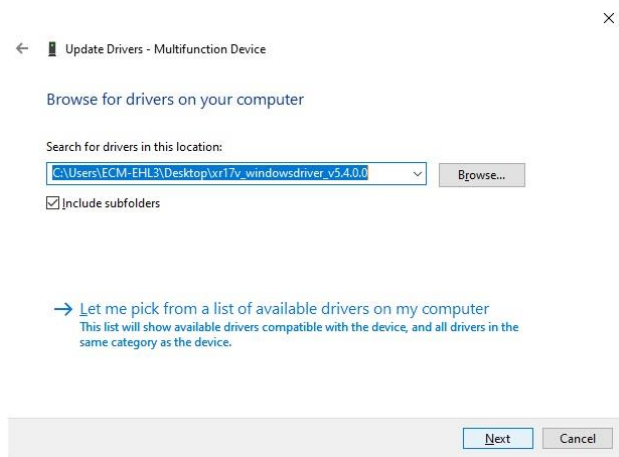 Update Drivers - Multifunction Device
Browse for drivers on your computer
Search for drivers in this location:
C:\Users\ECM-EHL3\Desktop\xr17v_windowsdriver_v5.4.0.0
Browse...
Include subfolders
Let me pick from a list of available drivers on my computer
This list will show available drivers compatible with the device, and all drivers in the
same category as the device.
Next
Cancel